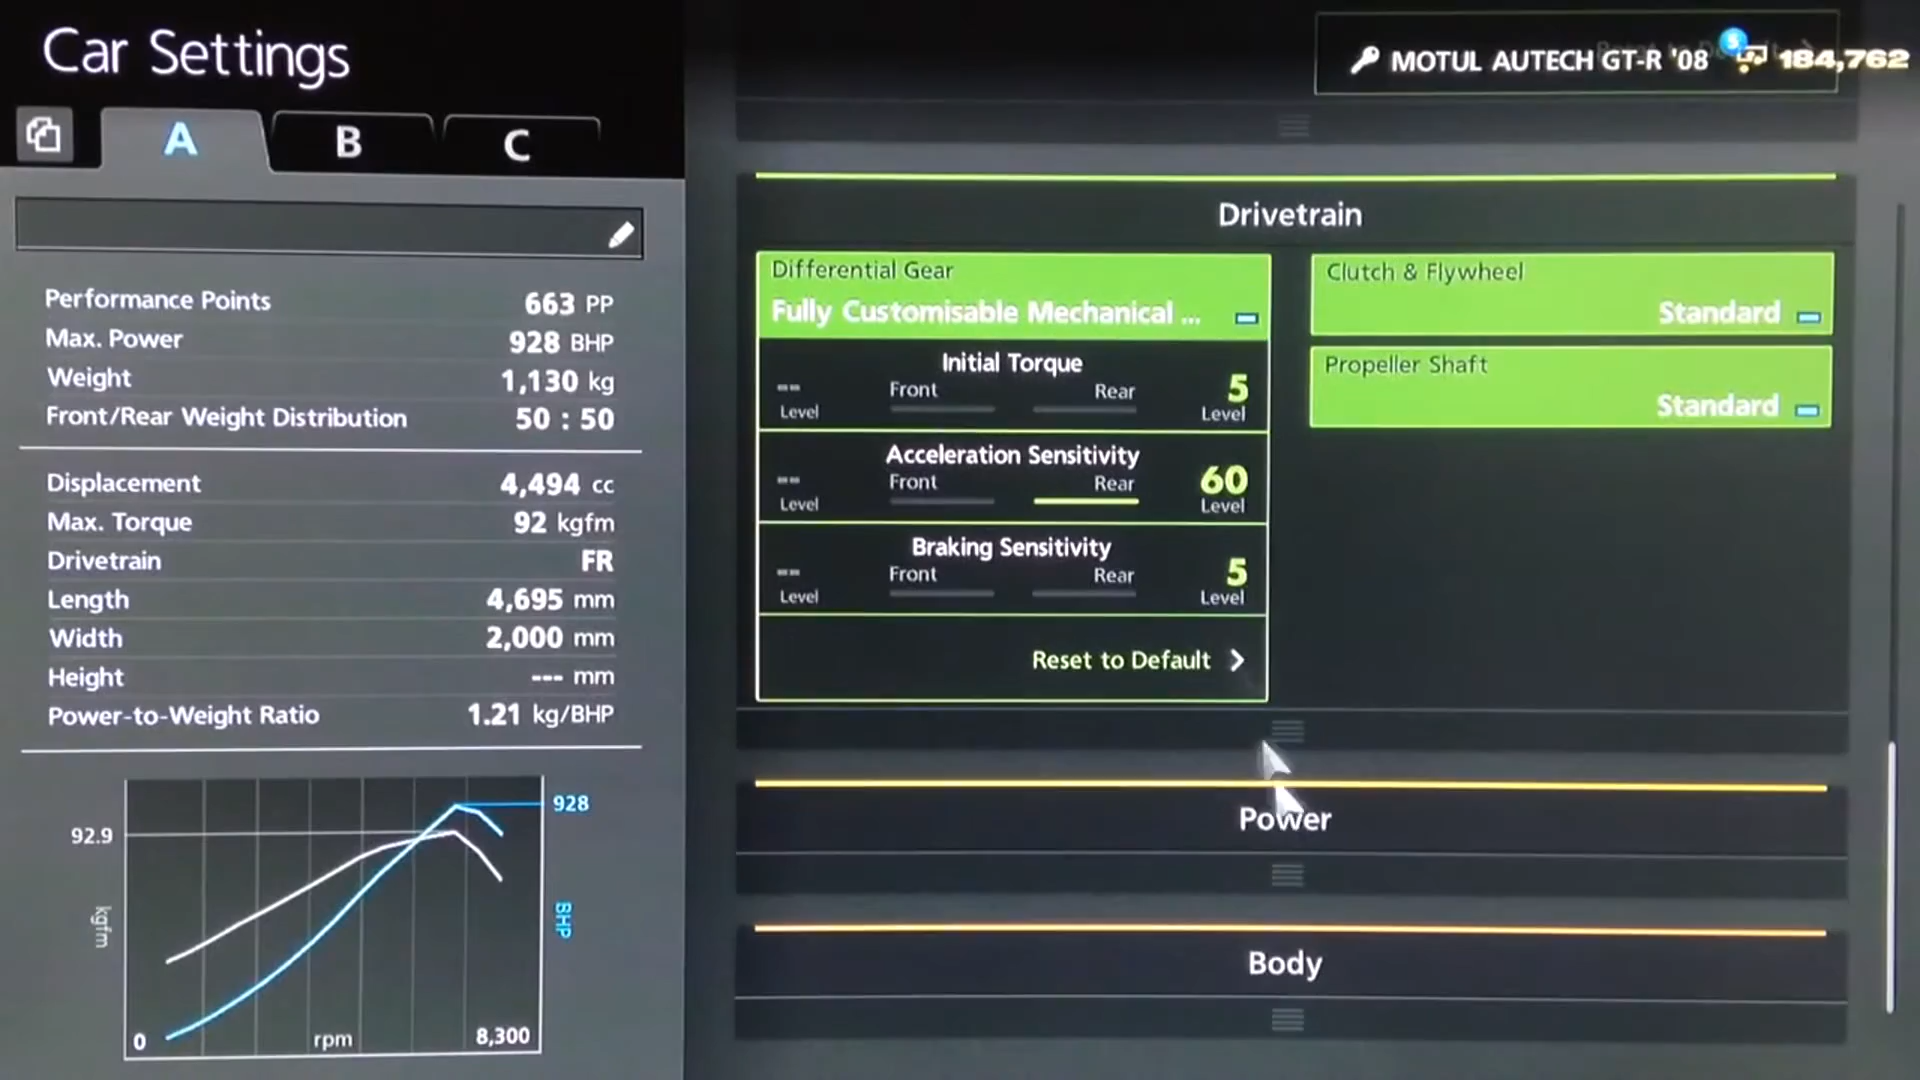 Car Settings
MOTUL AUTECH GT-R '08
184,762
A
B
C
Performance Points 663 PP
Max. Power 928 BHP
Weight 1,130 kg
Front/Rear Weight Distribution 50 : 50
Displacement 4,494 cc
Max. Torque 92 kgfm
Drivetrain FR
Length 4,695 mm
Width 2,000 mm
Height --- mm
Power-to-Weight Ratio 1.21 kg/BHP
928
92.9
kgfm
BHP
0 rpm 8,300
Drivetrain
Differential Gear
Fully Customisable Mechanical ...
Initial Torque
-- Level Front Rear 5 Level
Acceleration Sensitivity
-- Level Front Rear 60 Level
Braking Sensitivity
-- Level Front Rear 5 Level
Reset to Default
Clutch & Flywheel
Standard
Propeller Shaft
Standard
Power
Body